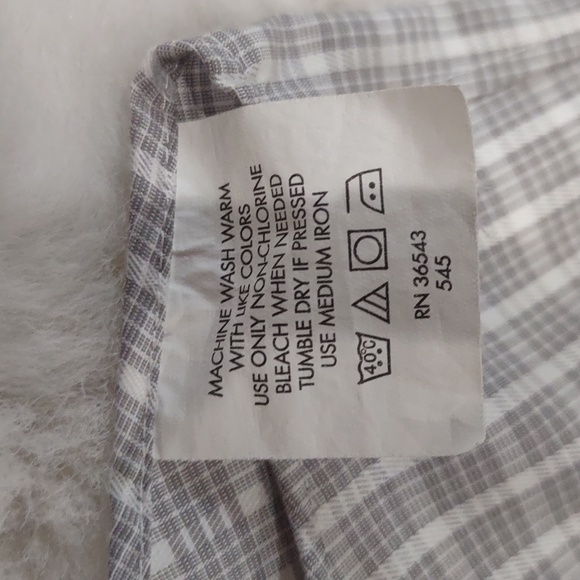 MACHINE WASH WARM
WITH LIKE COLORS
USE ONLY NON-CHLORINE
BLEACH WHEN NEEDED
TUMBLE DRY IF PRESSED
USE MEDIUM IRON
40°C
RN 36543
545